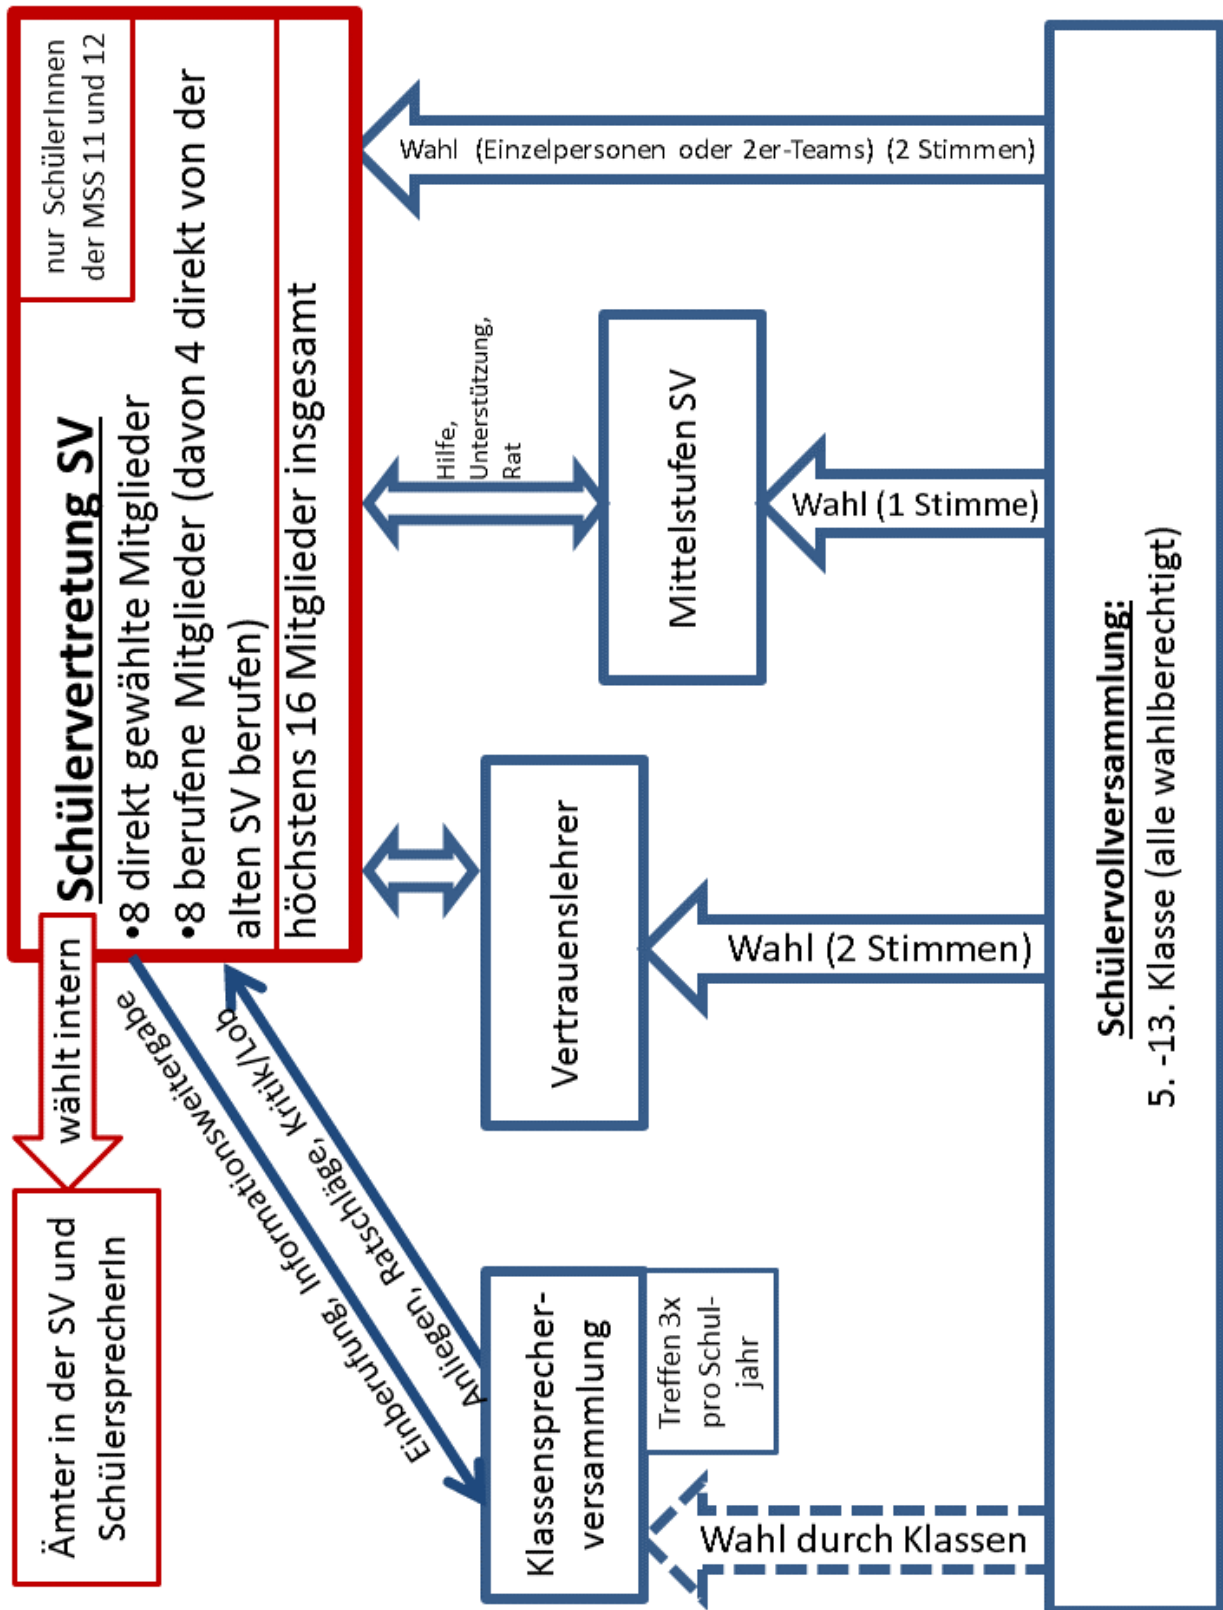 Ämter in der SV und
SchülersprecherIn
wählt intern
Schülervertretung SV
•8 direkt gewählte Mitglieder
•8 berufene Mitglieder (davon 4 direkt von der
alten SV berufen)
höchstens 16 Mitglieder insgesamt
nur SchülerInnen
der MSS 11 und 12
Einberufung, Informationsweitergabe
Anliegen, Ratschläge, Kritik/Lob
Hilfe,
Unterstützung,
Rat
Klassensprecher-
versammlung
Treffen 3x
pro Schul-
jahr
Vertrauenslehrer
Mittelstufen SV
Wahl durch Klassen
Wahl (2 Stimmen)
Wahl (1 Stimme)
Wahl (Einzelpersonen oder 2er-Teams) (2 Stimmen)
Schülervollversammlung:
5. -13. Klasse (alle wahlberechtigt)